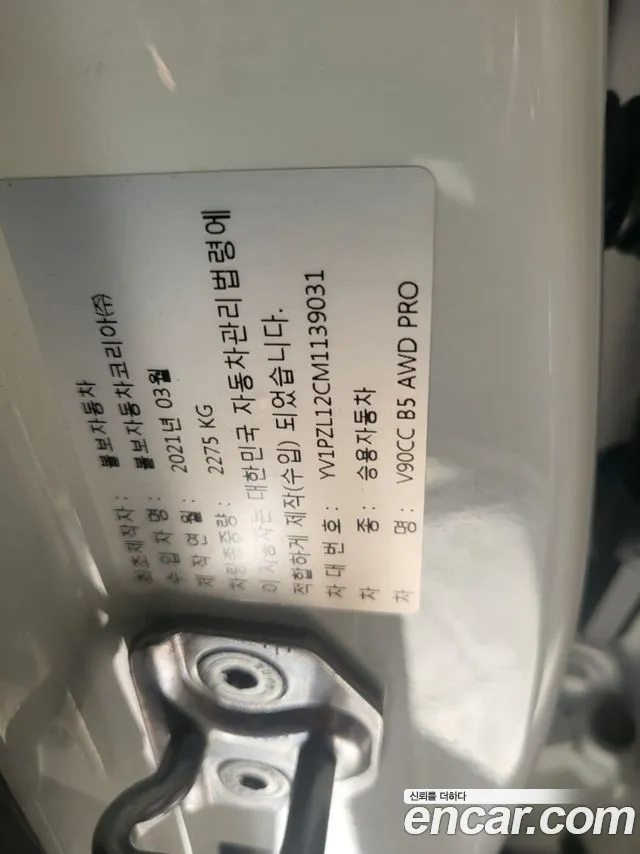 최초제작자: 볼보자동차
수입자명: 볼보자동차코리아㈜
제작연월: 2021년 03월
차량총중량: 2275 KG
이 자동차는 대한민국 자동차관리법령에
적합하게 제작(수입) 되었습니다.
차대번호: YV1PZL12CM1139031
차종: 승용자동차
차명: V90CC B5 AWD PRO
신뢰를 더하다
encar.com